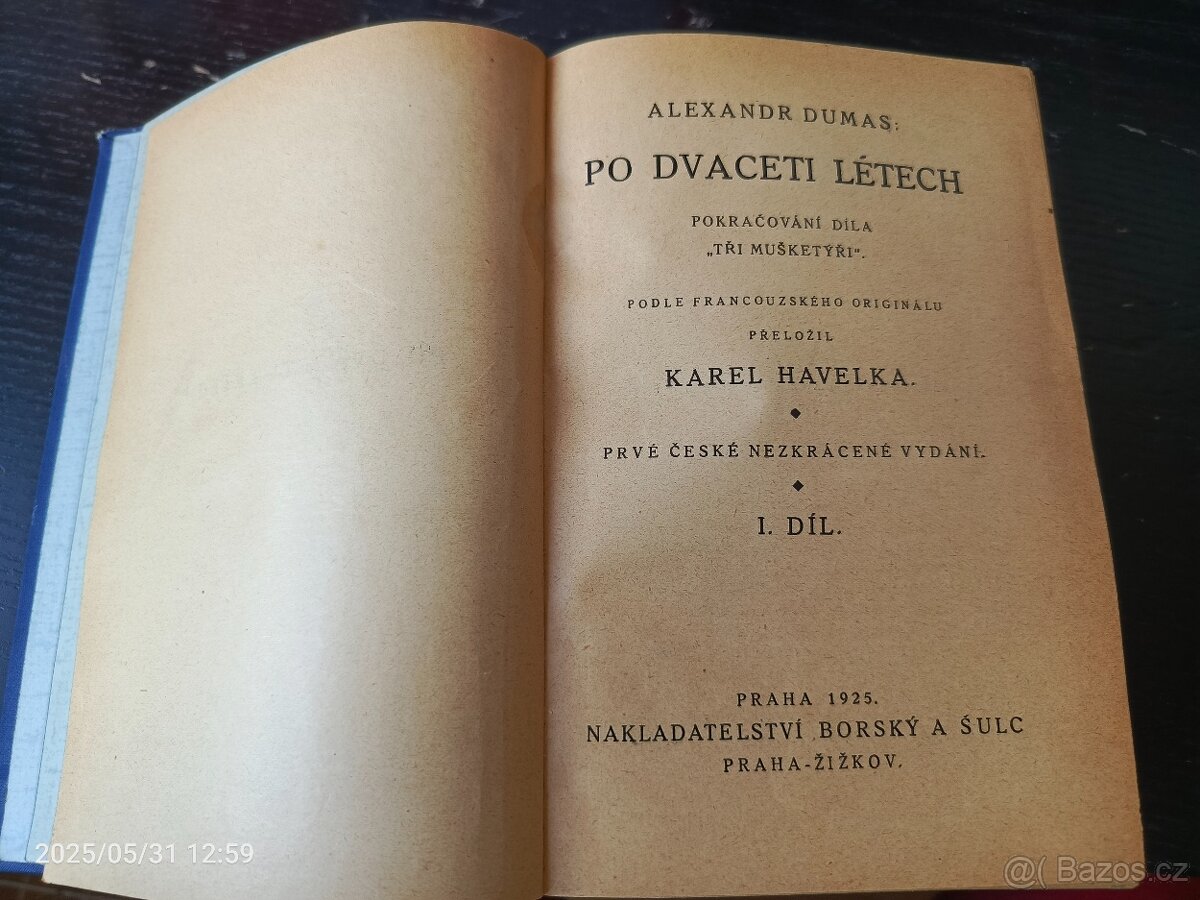 ALEXANDR DUMAS:
PO DVACETI LÉTECH
POKRAČOVÁNÍ DÍLA
„TŘI MUŠKETÝŘI“.
PODLE FRANCOUZSKÉHO ORIGINÁLU
PŘELOŽIL
KAREL HAVELKA.
PRVÉ ČESKÉ NEZKRÁCENÉ VYDÁNÍ.
I. DÍL.
PRAHA 1925.
NAKLADATELSTVÍ BORSKÝ A ŠULC
PRAHA-ŽIŽKOV.
2025/05/31 12:59
@( Bazos.cz